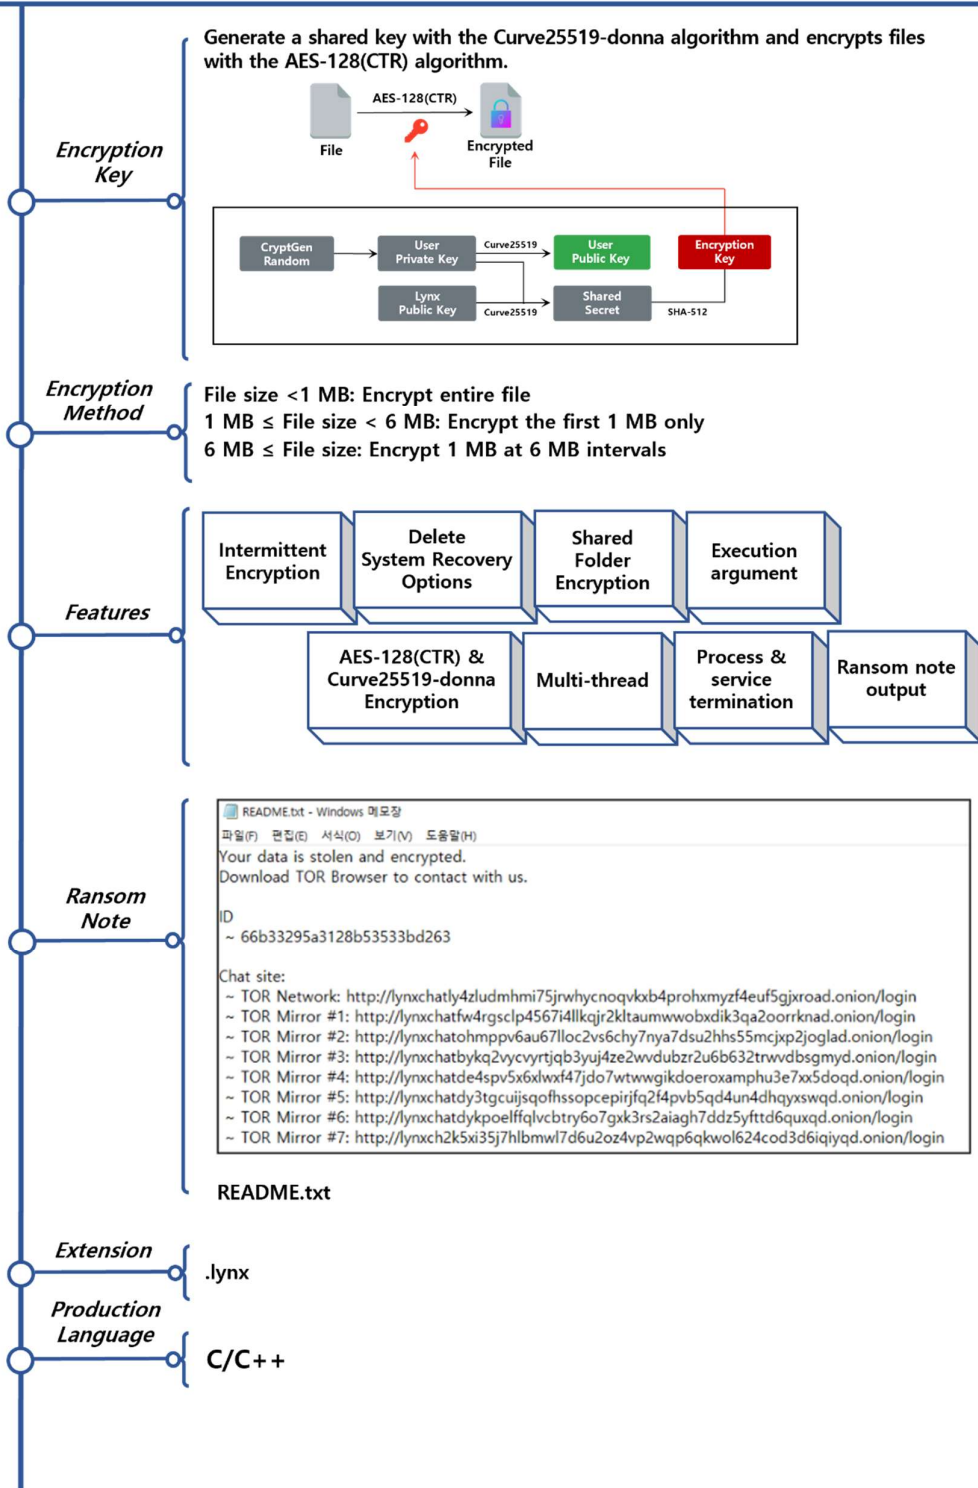 Generate a shared key with the Curve25519-donna algorithm and encrypts files
with the AES-128(CTR) algorithm.
AES-128(CTR)
File
Encrypted
File
Encryption
Key
CryptGen
Random
User
Private Key
Curve25519
User
Public Key
Encryption
Key
Lynx
Public Key
Curve25519
Shared
Secret
SHA-512
Encryption
Method
File size <1 MB: Encrypt entire file
1 MB ≤ File size < 6 MB: Encrypt the first 1 MB only
6 MB ≤ File size: Encrypt 1 MB at 6 MB intervals
Features
Intermittent
Encryption
Delete
System Recovery
Options
Shared
Folder
Encryption
Execution
argument
AES-128(CTR) &
Curve25519-donna
Encryption
Multi-thread
Process &
service
termination
Ransom note
output
Ransom
Note
README.txt - Windows 메모장
파일(F) 편집(E) 서식(O) 보기(V) 도움말(H)
Your data is stolen and encrypted.
Download TOR Browser to contact with us.
ID
~ 66b33295a3128b53533bd263
Chat site:
~ TOR Network: http://lynxchatly4zludmhmi75jrwhycnoqvkxb4prohxmyzf4euf5gjxroad.onion/login
~ TOR Mirror #1: http://lynxchatfw4rgsclp4567i4llkqjr2kltaumwwobxdik3qa2oorrknad.onion/login
~ TOR Mirror #2: http://lynxchatohmppv6au67lloc2vs6chy7nya7dsu2hhs55mcjxp2joglad.onion/login
~ TOR Mirror #3: http://lynxchatbykq2vycvyrtjqb3yuj4ze2wvdubzr2u6b632trwvdbsgmyd.onion/login
~ TOR Mirror #4: http://lynxchatde4spv5x6xlwxf47jdo7wtwwgikdoeroxamphu3e7xx5doqd.onion/login
~ TOR Mirror #5: http://lynxchatdy3tgcuijsqofhssopcepirjfq2f4pvb5qd4un4dhqyxswqd.onion/login
~ TOR Mirror #6: http://lynxchatdykpoelffqlvcbtry6o7gxk3rs2aiagh7ddz5yfttd6quxqd.onion/login
~ TOR Mirror #7: http://lynxch2k5xi35j7hlbmwl7d6u2oz4vp2wqp6qkwol624cod3d6iqiyqd.onion/login
README.txt
Extension
.lynx
Production
Language
C/C++